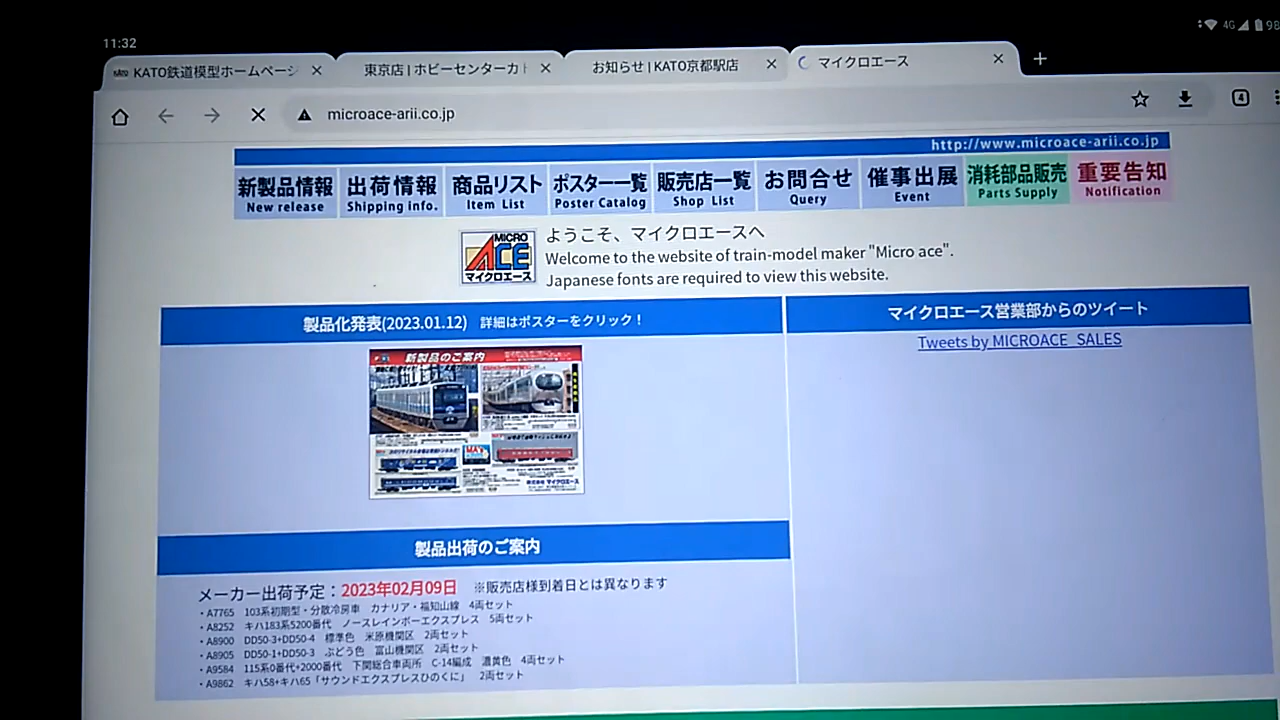 11:32
4G
98
KATO鉄道模型ホームページ
東京店 | ホビーセンターカト
お知らせ | KATO京都駅店
マイクロエース
microace-arii.co.jp
4
http://www.microace-arii.co.jp
新製品情報 出荷情報 商品リスト ポスター一覧 販売店一覧 お問合せ 催事出展 消耗部品販売 重要告知
New release Shipping info. Item List Poster Catalog Shop List Query Event Parts Supply Notification
MICRO
ACE
マイクロエース
ようこそ、マイクロエースへ
Welcome to the website of train-model maker "Micro ace".
Japanese fonts are required to view this website.
製品化発表(2023.01.12) 詳細はポスターをクリック！
マイクロエース営業部からのツイート
Tweets by MICROACE_SALES
新製品のご案内
MAY
株式会社 マイクロエース
製品出荷のご案内
メーカー出荷予定：2023年02月09日 ※販売店様到着日とは異なります
・A7765 103系初期型・分散冷房車 カナリア・福知山線 4両セット
・A8252 キハ183系5200番代 ノースレインボーエクスプレス 5両セット
・A8900 DD50-3+DD50-4 標準色 米原機関区 2両セット
・A8905 DD50-1+DD50-3 ぶどう色 富山機関区 2両セット
・A9584 115系0番代+2000番代 下関総合車両所 C-14編成 濃黄色 4両セット
・A9862 キハ58+キハ65「サウンドエクスプレスひのくに」 2両セット